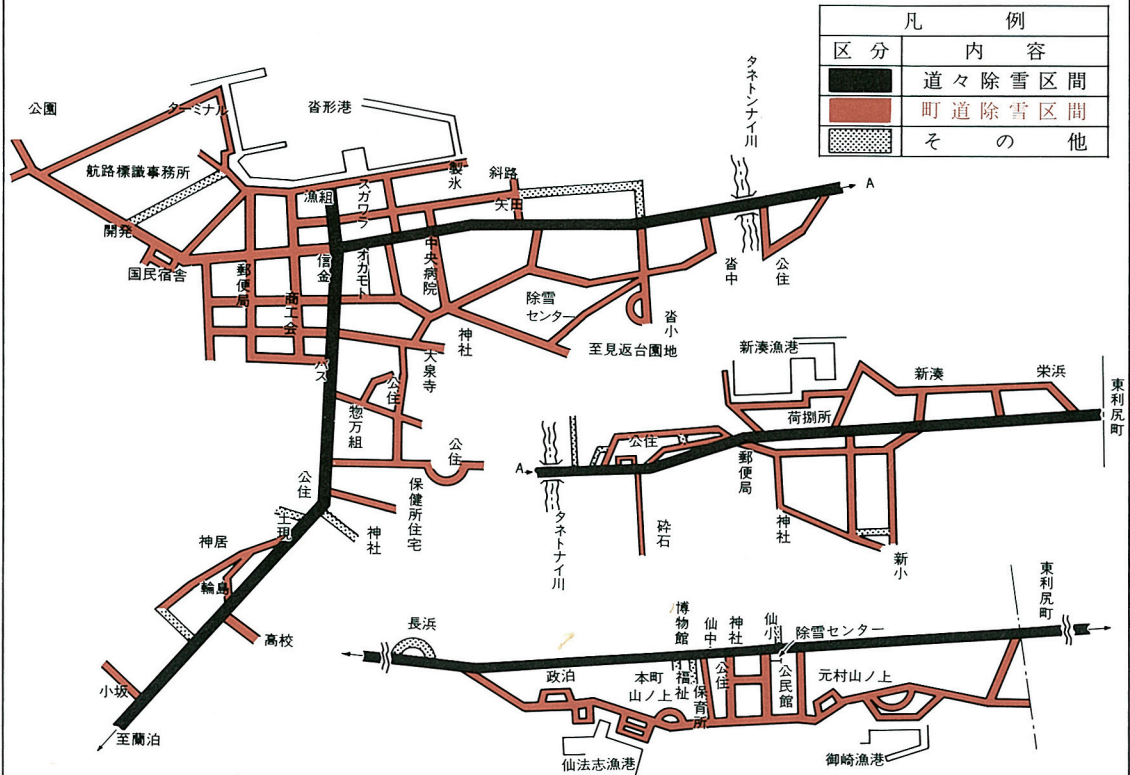 凡例
区分 内容
道々除雪区間
町道除雪区間
その他
公園
ターミナル
沓形港
タネトンナイ川
航路標識事務所
漁組
スガワラ
製氷
斜路
矢田
A
開発
国民宿舎
郵便局
商工会
信金
オカモト
中央病院
除雪
センター
沓小
沓中
公住
至見返台園地
神社
大泉寺
バス
公住
惣万組
公住
保健所住宅
公住
土現
神社
神居
輪島
高校
小坂
至蘭泊
新湊漁港
新湊
栄浜
東利尻町
荷捌所
公住
A
郵便局
タネトナイ川
砕石
神社
新小
東利尻町
長浜
博物館
仙中
神社
仙小
除雪センター
政泊
本町
山ノ上
福祉
保育所
公住
公民館
元村山ノ上
仙法志漁港
御崎漁港